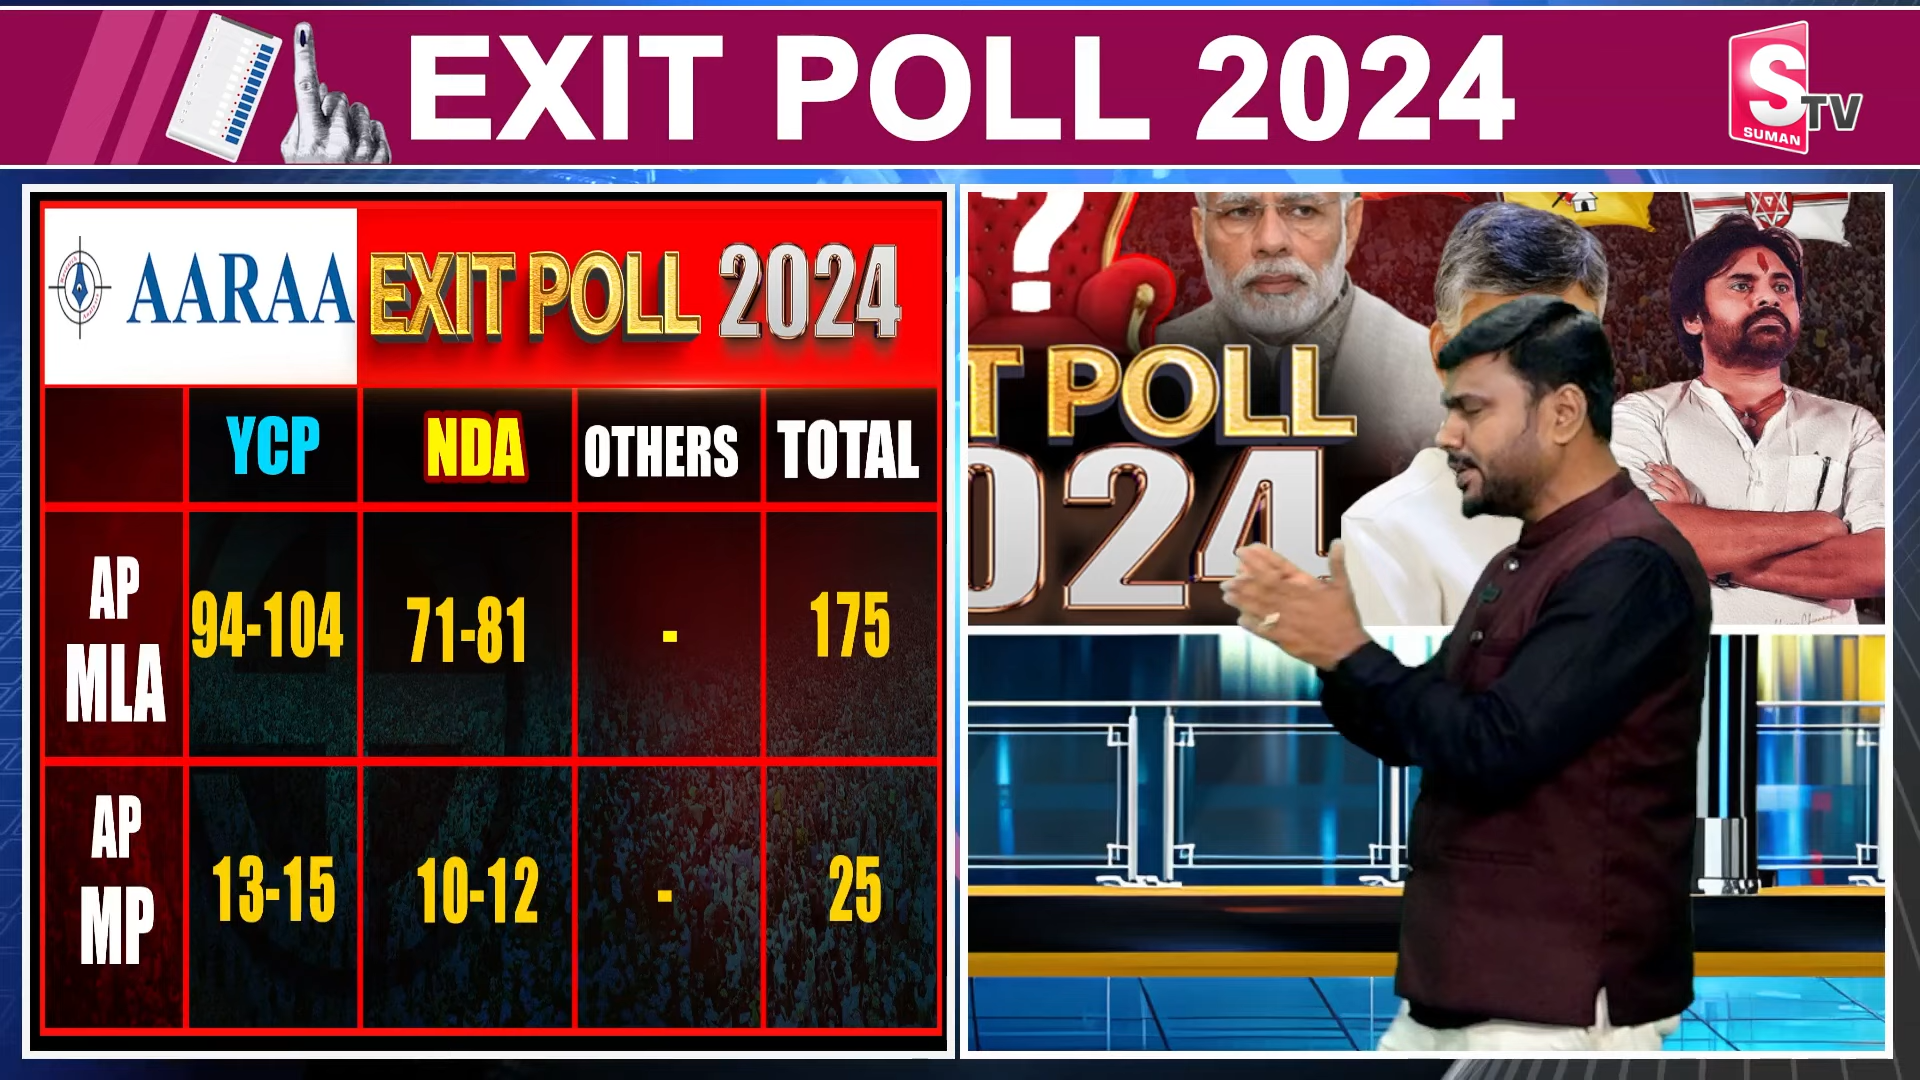 EXIT POLL 2024
S TV
SUMAN
AARAA
EXIT POLL 2024
YCP NDA OTHERS TOTAL
AP MLA 94-104 71-81 - 175
AP MP 13-15 10-12 - 25
?
T POLL
024